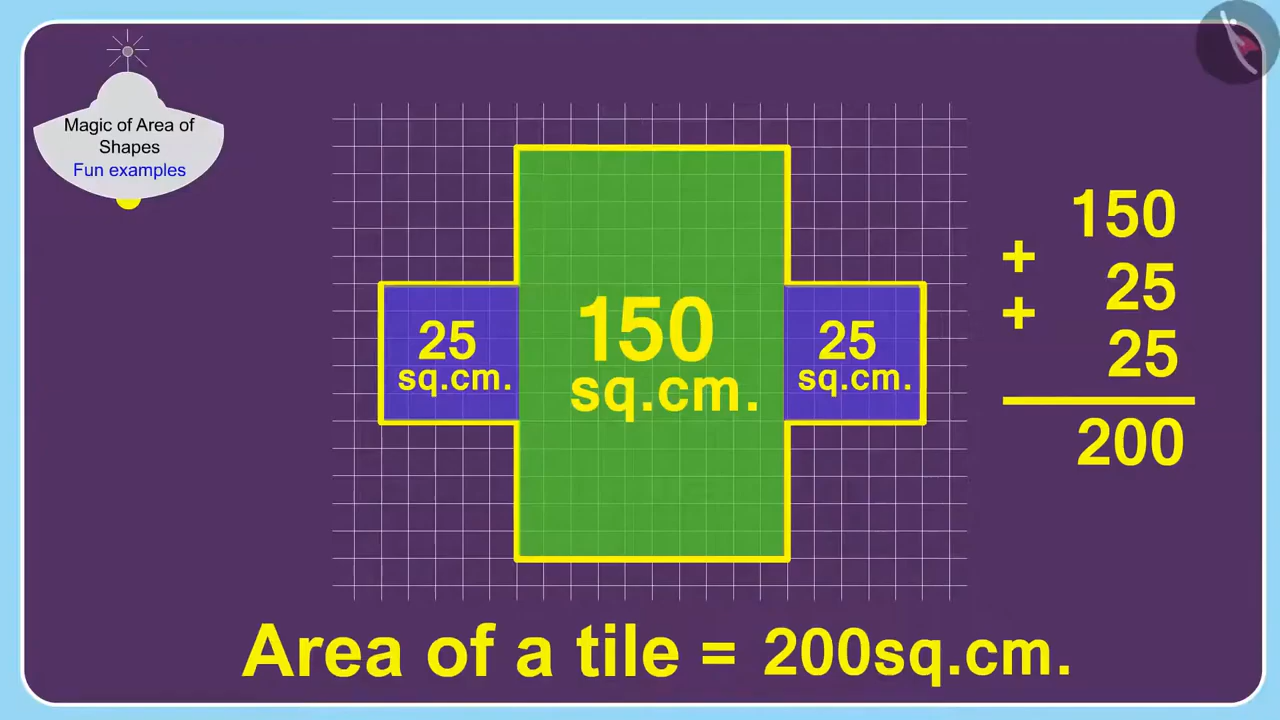 Magic of Area of
Shapes
Fun examples
25
sq.cm.
150
sq.cm.
25
sq.cm.
150
+ 25
+ 25
200
Area of a tile = 200sq.cm.